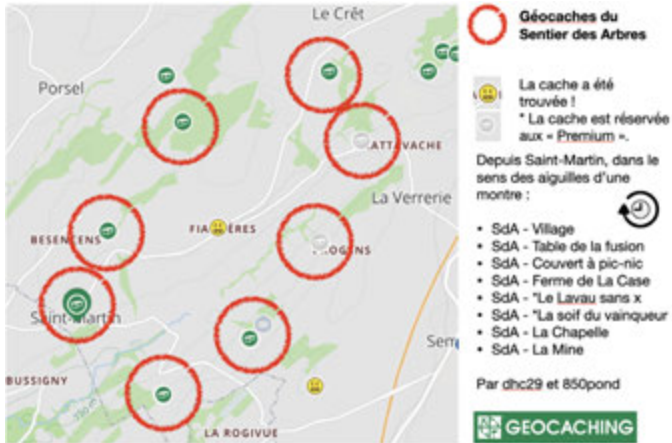 Le Crêt
Porsel
ATTAVACHE
La Verrerie
BESENCENS
FIA ÈRES
OGENS
Saint-Martin
Sem
BUSSIGNY
LA ROGIVUE
Géocaches du
Sentier des Arbres
La cache a été
trouvée !
* La cache est réservée
aux « Premium ».
Depuis Saint-Martin, dans le
sens des aiguilles d'une
montre :
• SdA - Village
• SdA - Table de la fusion
• SdA - Couvert à pic-nic
• SdA - Ferme de La Case
• SdA - *Le Lavau sans x
• SdA - *La soif du vainqueur
• SdA - La Chapelle
• SdA - La Mine
Par dhc29 et 850pond
GEOCACHING